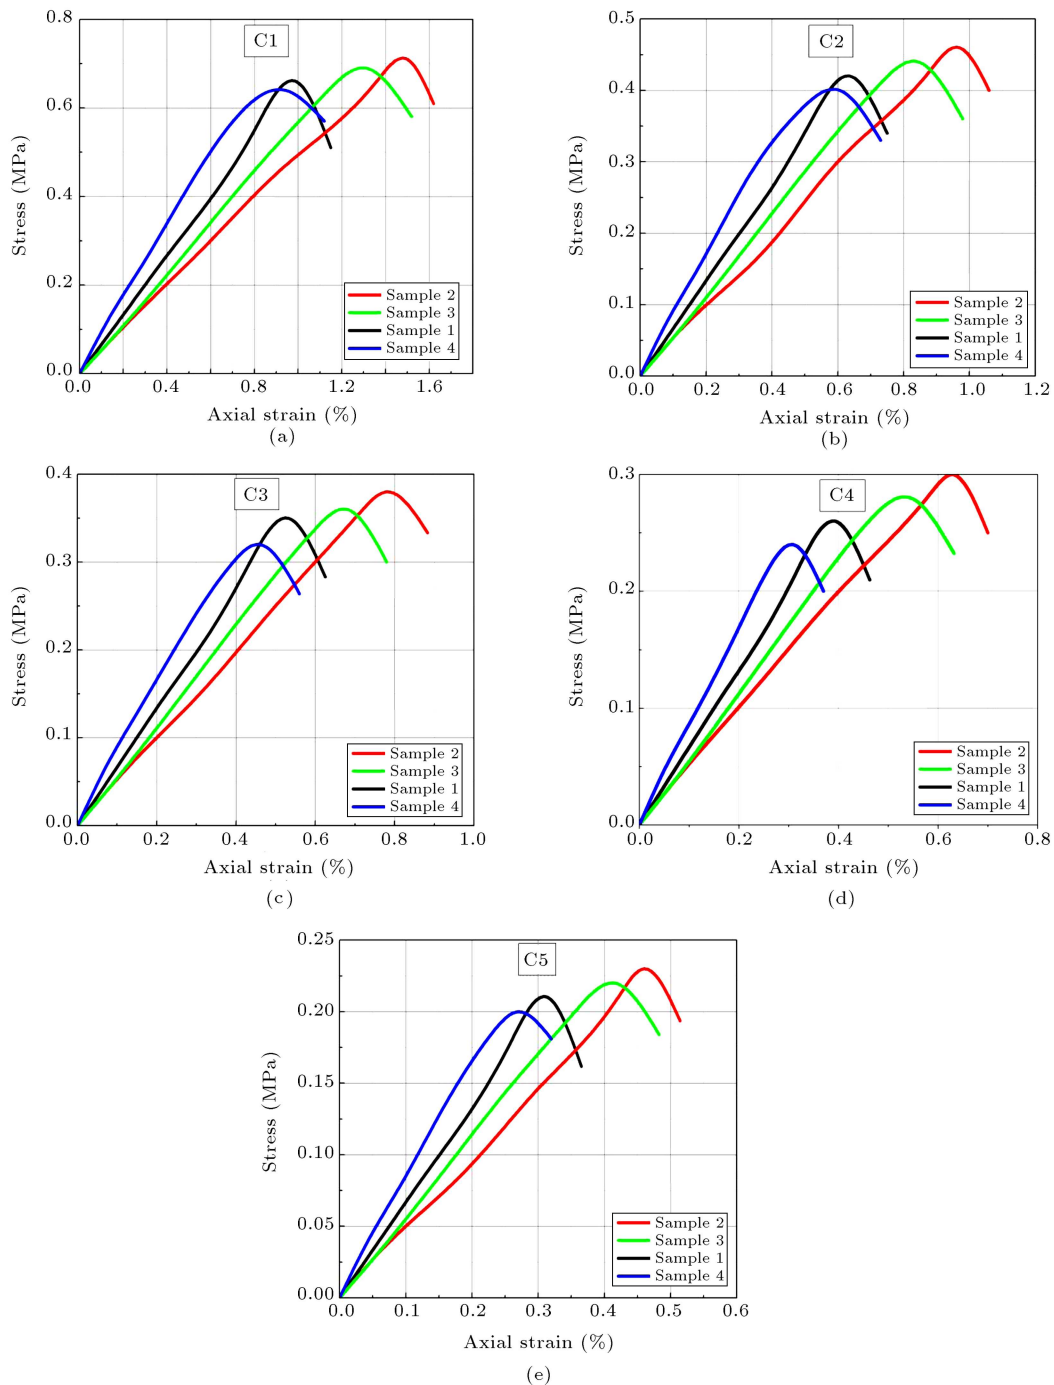 C1
Stress (MPa)
0.8
0.6
0.4
0.2
0.0
Sample 2
Sample 3
Sample 1
Sample 4
0.0 0.4 0.8 1.2 1.6
Axial strain (%)
(a)
C2
Stress (MPa)
0.5
0.4
0.3
0.2
0.1
0.0
Sample 2
Sample 3
Sample 1
Sample 4
0.0 0.2 0.4 0.6 0.8 1.0 1.2
Axial strain (%)
(b)
C3
Stress (MPa)
0.4
0.3
0.2
0.1
0.0
Sample 2
Sample 3
Sample 1
Sample 4
0.0 0.2 0.4 0.6 0.8 1.0
Axial strain (%)
(c)
C4
Stress (MPa)
0.3
0.2
0.1
0.0
Sample 2
Sample 3
Sample 1
Sample 4
0.0 0.2 0.4 0.6 0.8
Axial strain (%)
(d)
C5
Stress (MPa)
0.25
0.20
0.15
0.10
0.05
0.00
Sample 2
Sample 3
Sample 1
Sample 4
0.0 0.1 0.2 0.3 0.4 0.5 0.6
Axial strain (%)
(e)